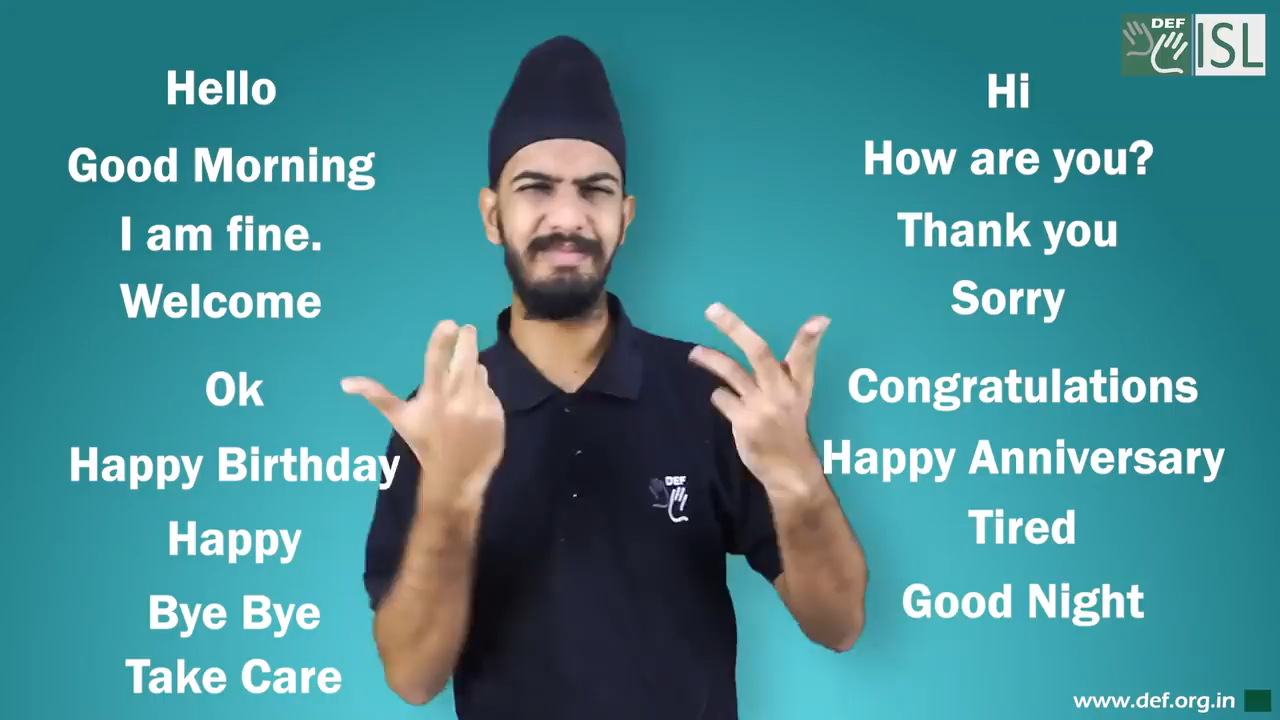 DEF
ISL
Hello
Good Morning
I am fine.
Welcome
Ok
Happy Birthday
Happy
Bye Bye
Take Care
Hi
How are you?
Thank you
Sorry
Congratulations
Happy Anniversary
Tired
Good Night
DEF
www.def.org.in